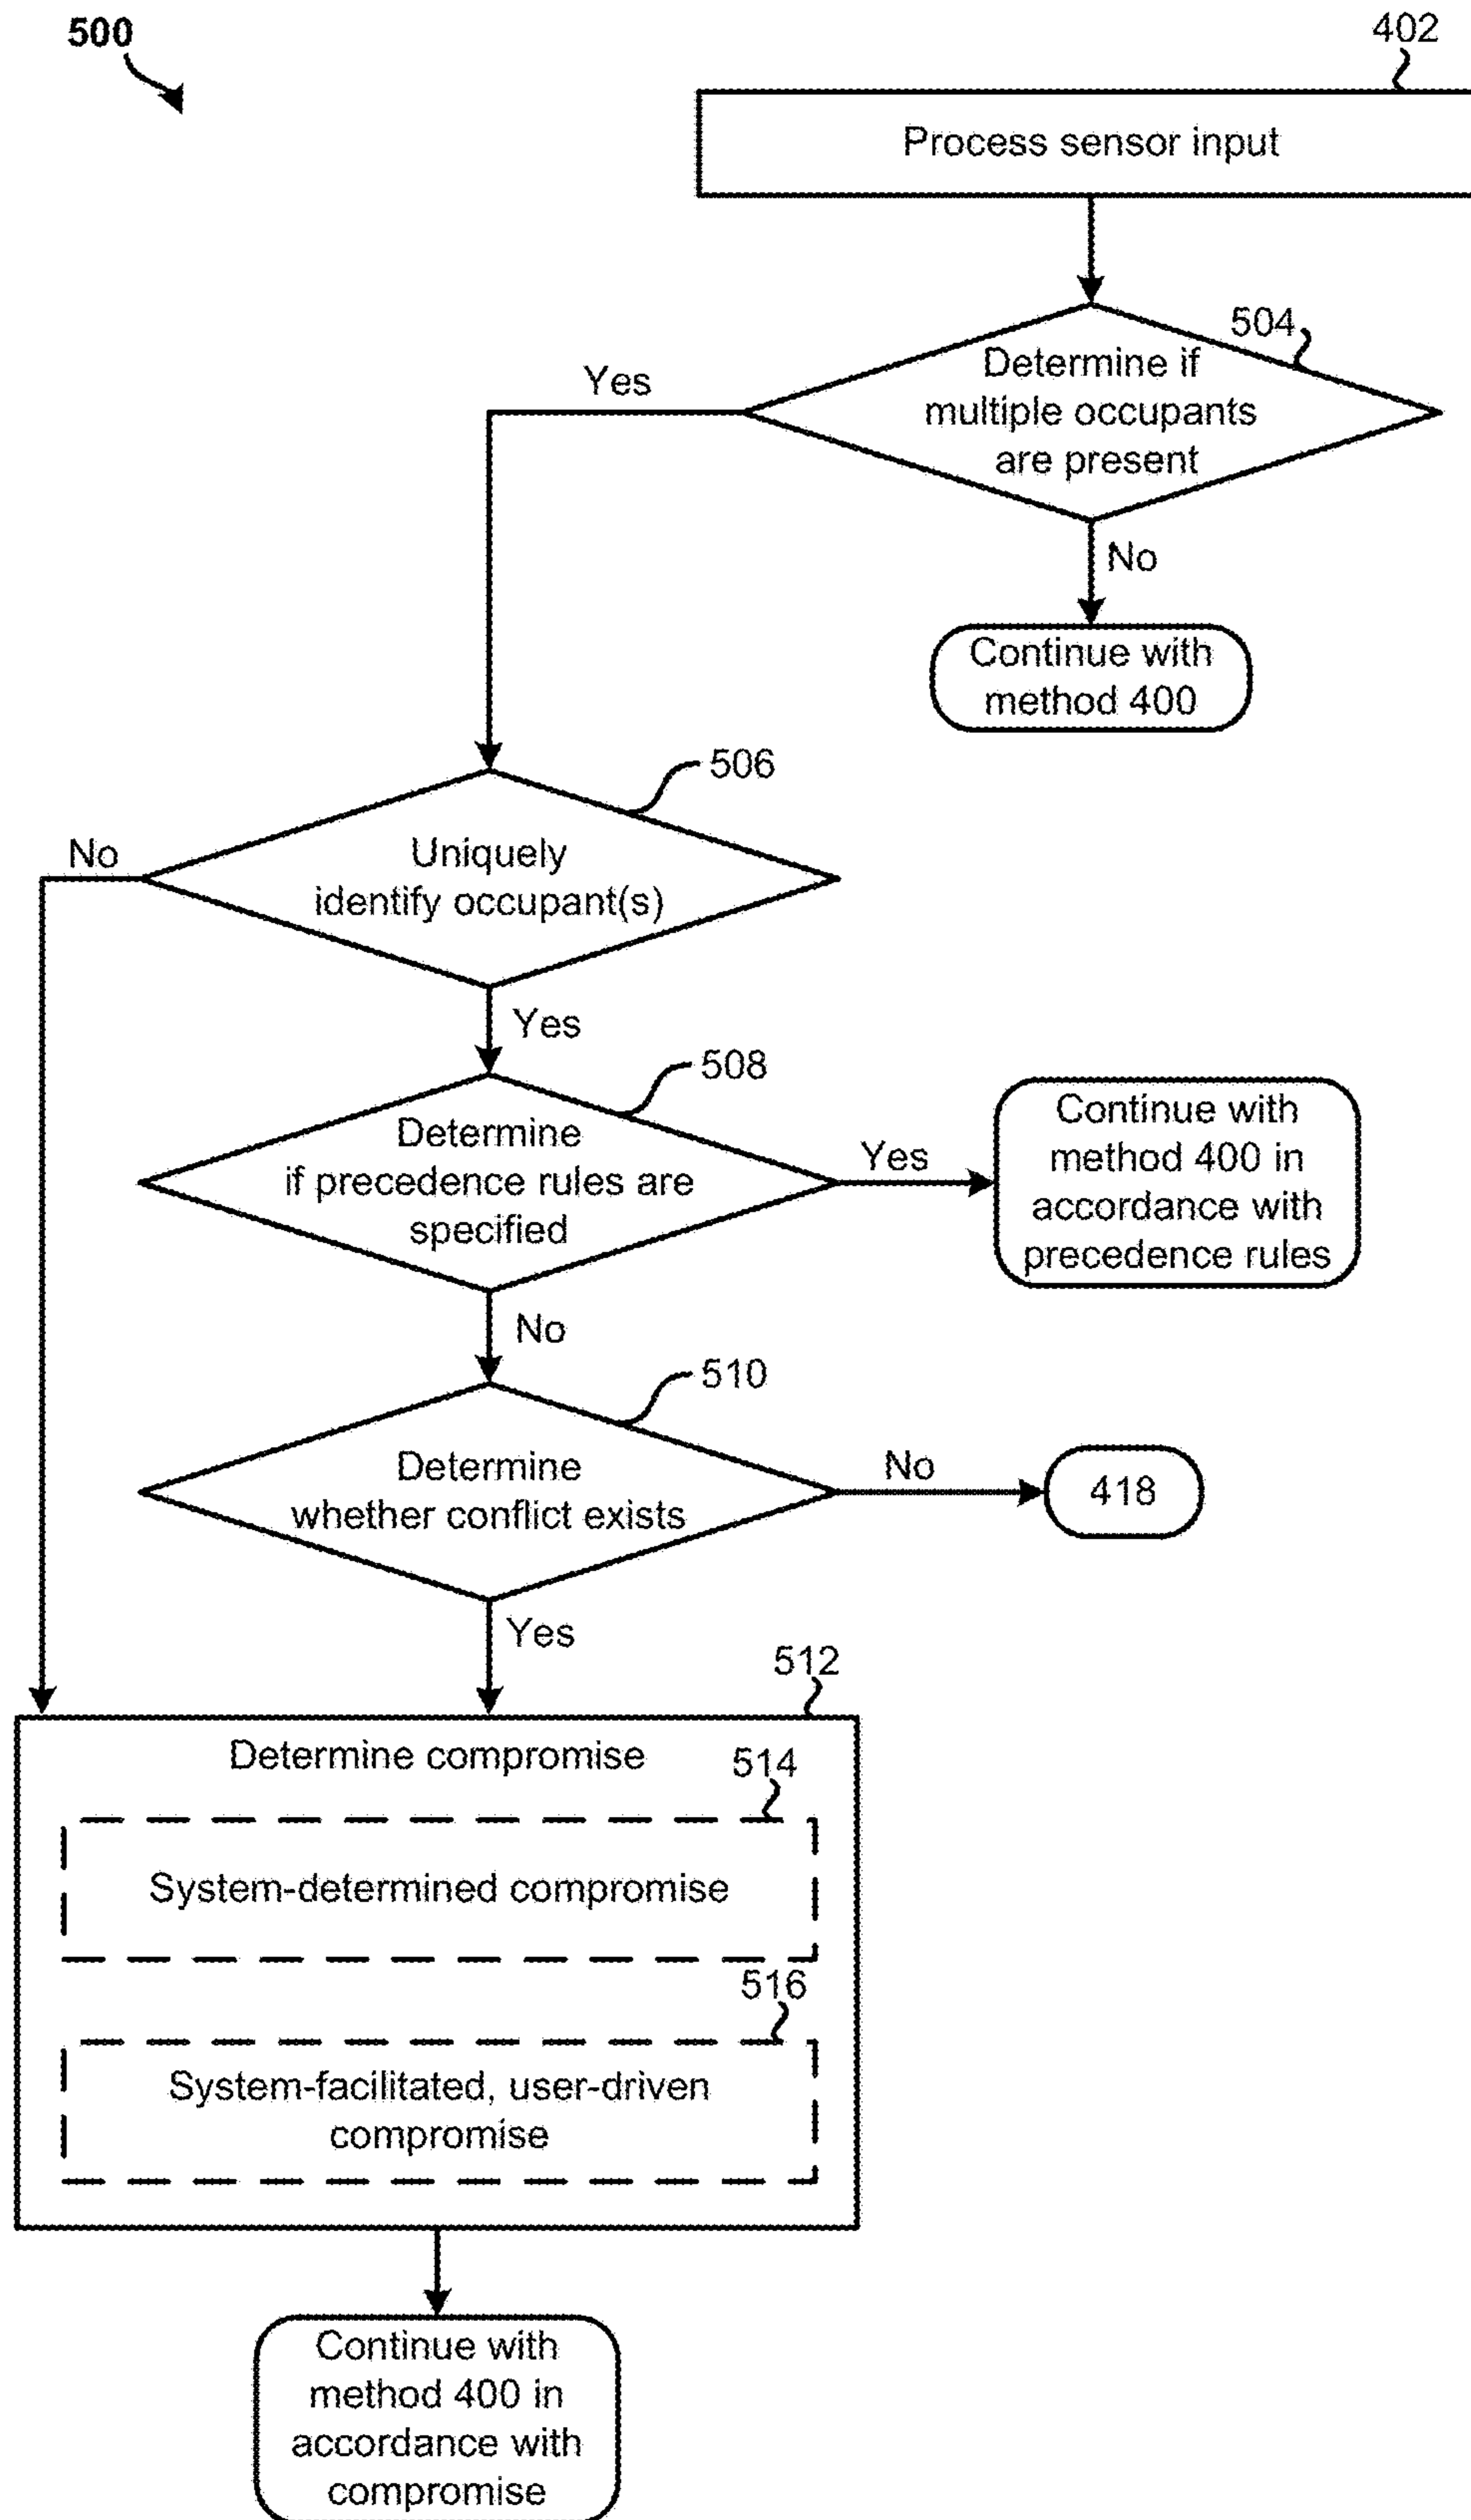 500
402
Process sensor input
504
Determine if
multiple occupants
are present
Yes
No
Continue with
method 400
506
Uniquely
identify occupant(s)
No
Yes
508
Determine
if precedence rules are
specified
Yes
Continue with
method 400 in
accordance with
precedence rules
No
510
Determine
whether conflict exists
No
418
Yes
512
Determine compromise
514
System-determined compromise
516
System-facilitated, user-driven
compromise
Continue with
method 400 in
accordance with
compromise